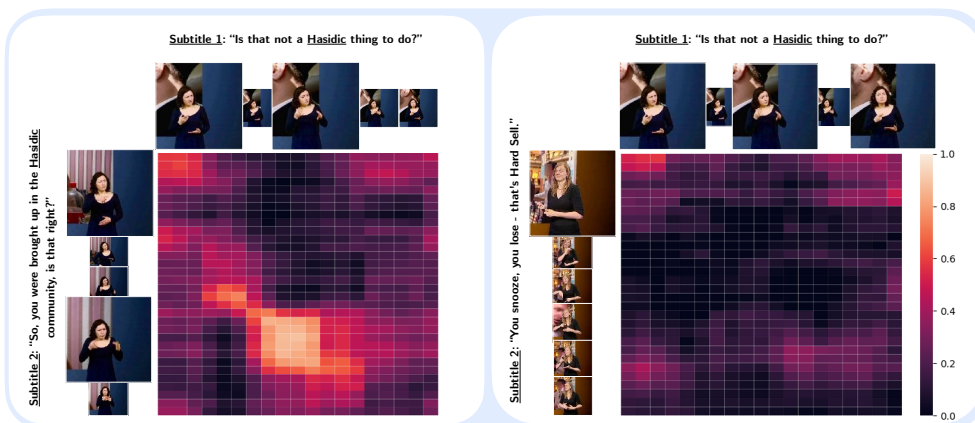 Subtitle 1: “Is that not a Hasidic thing to do?”
Subtitle 2: “So, you were brought up in the Hasidic
community, is that right?”
Subtitle 1: “Is that not a Hasidic thing to do?”
Subtitle 2: “You snooze, you lose - that’s Hard Sell.”
1.0
0.8
0.6
0.4
0.2
0.0